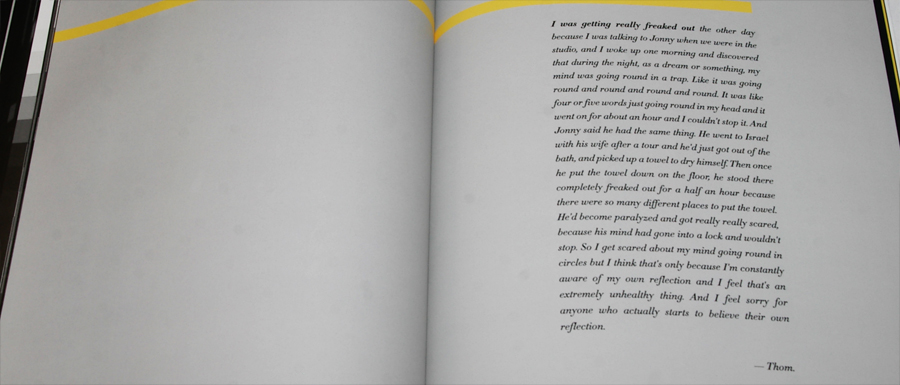 I was getting really freaked out the other day
because I was talking to Jonny when we were in the
studio, and I woke up one morning and discovered
that during the night, as a dream or something, my
mind was going round in a trap. Like it was going
round and round and round and round. It was like
four or five words just going round in my head and it
went on for about an hour and I couldn't stop it. And
Jonny said he had the same thing. He went to Israel
with his wife after a tour and he'd just got out of the
bath, and picked up a towel to dry himself. Then once
he put the towel down on the floor, he stood there
completely freaked out for a half an hour because
there were so many different places to put the towel.
He'd become paralyzed and got really really scared,
because his mind had gone into a lock and wouldn't
stop. So I get scared about my mind going round in
circles but I think that's only because I'm constantly
aware of my own reflection and I feel that's an
extremely unhealthy thing. And I feel sorry for
anyone who actually starts to believe their own
reflection.
— Thom.